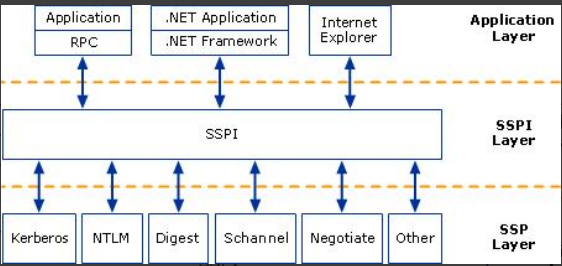 Application
RPC
.NET Application
.NET Framework
Internet
Explorer
Application
Layer
SSPI
SSPI
Layer
Kerberos
NTLM
Digest
Schannel
Negotiate
Other
SSP
Layer